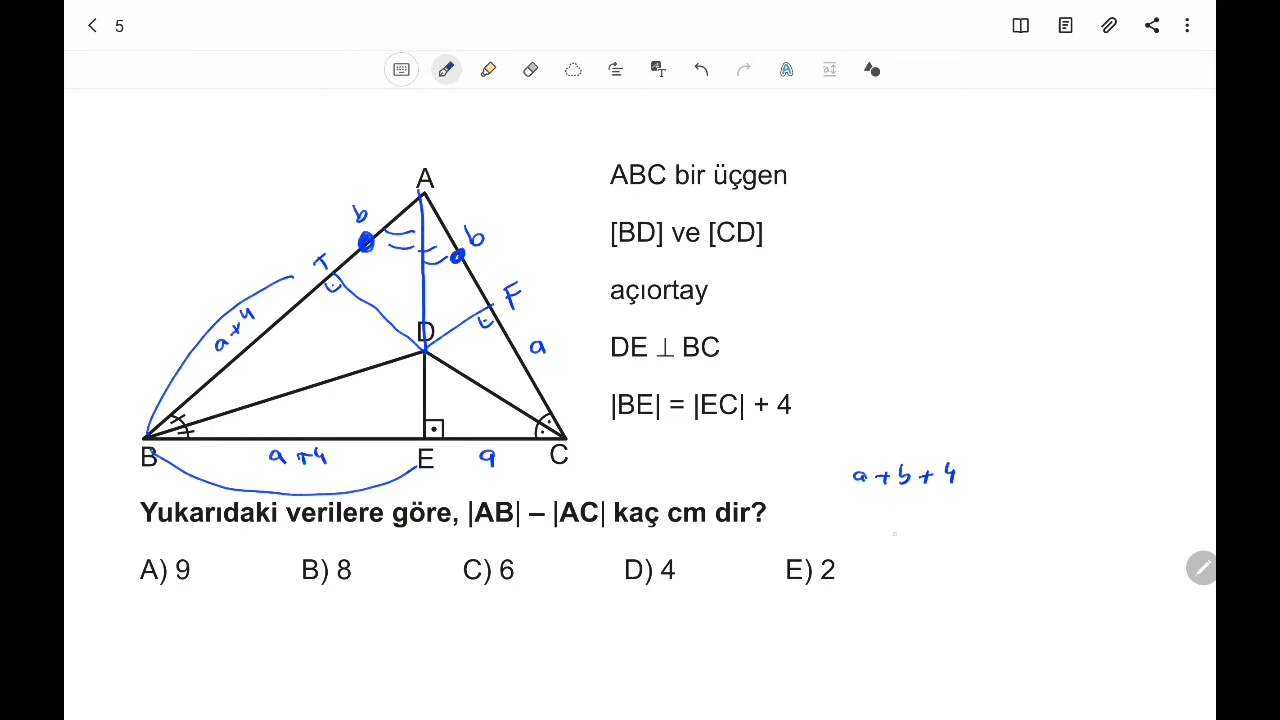 5
A
ABC bir üçgen
b
b
[BD] ve [CD]
T
F
açıortay
a+4
D
a
DE ⊥ BC
|BE| = |EC| + 4
B
a+4
E
a
C
a+b+4
Yukarıdaki verilere göre, |AB| – |AC| kaç cm dir?
A) 9 B) 8 C) 6 D) 4 E) 2